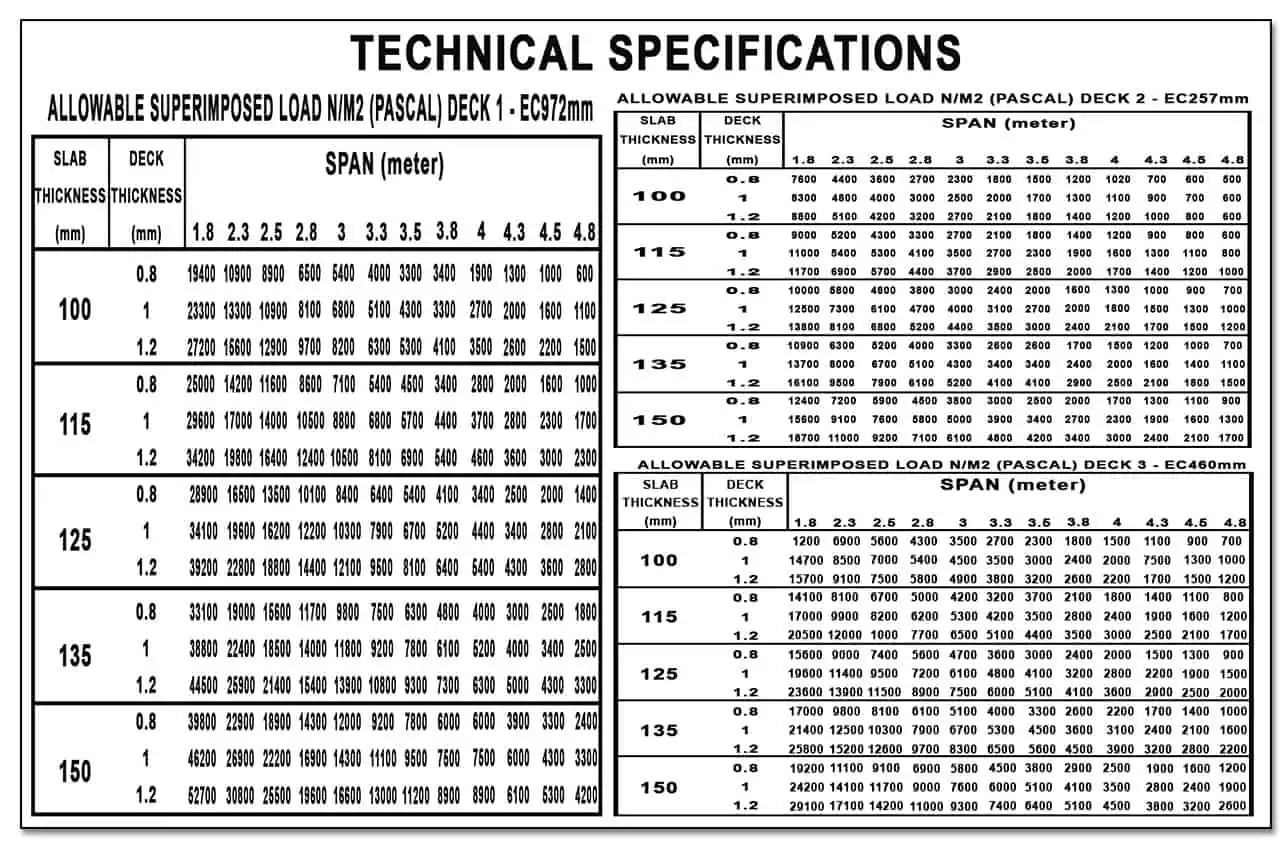 TECHNICAL SPECIFICATIONS
ALLOWABLE SUPERIMPOSED LOAD N/M2 (PASCAL) DECK 1 - EC972mm
SLAB THICKNESS (mm) DECK THICKNESS (mm) SPAN (meter)
1.8 2.3 2.5 2.8 3 3.3 3.5 3.8 4 4.3 4.5 4.8
0.8 19400 10900 8900 6500 5400 4000 3300 3400 1900 1300 1000 600
100 1 23300 13300 10900 8100 6800 5100 4300 3300 2700 2000 1600 1100
1.2 27200 15600 12900 9700 8200 6300 5300 4100 3500 2600 2200 1500
0.8 25000 14200 11600 8600 7100 5400 4500 3400 2800 2000 1600 1000
115 1 29600 17000 14000 10500 8800 6800 5700 4400 3700 2800 2300 1700
1.2 34200 19800 16400 12400 10500 8100 6900 5400 4600 3600 3000 2300
0.8 28900 16500 13500 10100 8400 6400 5400 4100 3400 2500 2000 1400
125 1 34100 19600 16200 12200 10300 7900 6700 5200 4400 3400 2800 2100
1.2 39200 22800 18800 14400 12100 9500 8100 6400 5400 4300 3600 2800
0.8 33100 19000 15600 11700 9800 7500 6300 4800 4000 3000 2500 1800
135 1 38800 22400 18500 14000 11800 9200 7800 6100 5200 4000 3400 2500
1.2 44500 25900 21400 15400 13900 10800 9300 7300 6300 5000 4300 3300
0.8 39800 22900 18900 14300 12000 9200 7800 6000 6000 3900 3300 2400
150 1 46200 26900 22200 16900 14300 11100 9500 7500 7500 6000 4300 3300
1.2 52700 30800 25500 19600 16600 13000 11200 8900 8900 6100 5300 4200
ALLOWABLE SUPERIMPOSED LOAD N/M2 (PASCAL) DECK 2 - EC257mm
SLAB THICKNESS (mm) DECK THICKNESS (mm) SPAN (meter)
1.8 2.3 2.5 2.8 3 3.3 3.5 3.8 4 4.3 4.5 4.8
0.8 7600 4400 3600 2700 2300 1800 1500 1200 1020 700 600 500
100 1 8300 4800 4000 3000 2500 2000 1700 1300 1100 900 700 600
1.2 8800 5100 4200 3200 2700 2100 1800 1400 1200 1000 800 600
0.8 9000 5200 4300 3300 2700 2100 1800 1400 1200 900 800 600
115 1 11000 5400 5300 4100 3500 2700 2300 1900 1600 1300 1100 800
1.2 11700 6900 5700 4400 3700 2900 2500 2000 1700 1400 1200 1000
0.8 10000 5800 4800 3800 3000 2400 2000 1600 1300 1000 900 700
125 1 12500 7300 6100 4700 4000 3100 2700 2000 1800 1500 1300 1000
1.2 13800 8100 6800 5200 4400 3500 3000 2400 2100 1700 1500 1200
0.8 10900 6300 5200 4000 3300 2600 2600 1700 1500 1200 1000 700
135 1 13700 8000 6700 5100 4300 3400 3400 2400 2000 1600 1400 1100
1.2 16100 9500 7900 6100 5200 4100 4100 2900 2500 2100 1800 1500
0.8 12400 7200 5900 4500 3800 3000 2500 2000 1700 1300 1100 900
150 1 15600 9100 7600 5800 5000 3900 3400 2700 2300 1900 1600 1300
1.2 18700 11000 9200 7100 6100 4800 4200 3400 3000 2400 2100 1700
ALLOWABLE SUPERIMPOSED LOAD N/M2 (PASCAL) DECK 3 - EC460mm
SLAB THICKNESS (mm) DECK THICKNESS (mm) SPAN (meter)
1.8 2.3 2.5 2.8 3 3.3 3.5 3.8 4 4.3 4.5 4.8
0.8 1200 6900 5600 4300 3500 2700 2300 1800 1500 1100 900 700
100 1 14700 8500 7000 5400 4500 3500 3000 2400 2000 7500 1300 1000
1.2 15700 9100 7500 5800 4900 3800 3200 2600 2200 1700 1500 1200
0.8 14100 8100 6700 5000 4200 3200 3700 2100 1800 1400 1100 800
115 1 17000 9900 8200 6200 5300 4200 3500 2800 2400 1900 1600 1200
1.2 20500 12000 1000 7700 6500 5100 4400 3500 3000 2500 2100 1700
0.8 15600 9000 7400 5600 4700 3600 3000 2400 2000 1500 1300 900
125 1 19600 11400 9500 7200 6100 4800 4100 3200 2800 2200 1900 1500
1.2 23600 13900 11500 8900 7500 6000 5100 4100 3600 2900 2500 2000
0.8 17000 9800 8100 6100 5100 4000 3300 2600 2200 1700 1400 1000
135 1 21400 12500 10300 7900 6700 5300 4500 3600 3100 2400 2100 1600
1.2 25800 15200 12600 9700 8300 6500 5600 4500 3900 3200 2800 2200
0.8 19200 11100 9100 6900 5800 4500 3800 2900 2500 1900 1600 1200
150 1 24200 14100 11700 9000 7600 6000 5100 4100 3500 2800 2400 1900
1.2 29100 17100 14200 11000 9300 7400 6400 5100 4500 3800 3200 2600